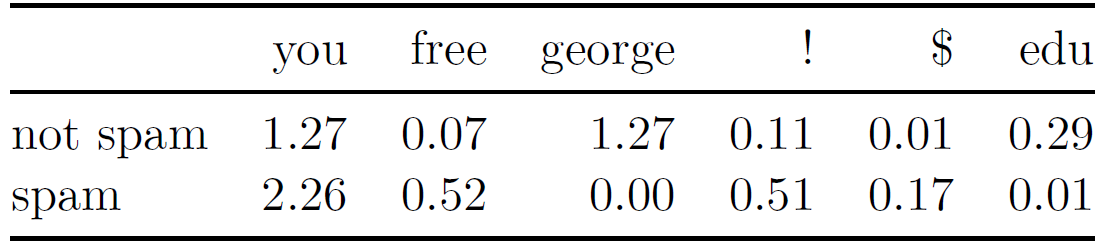 you free george ! $ edu
not spam 1.27 0.07 1.27 0.11 0.01 0.29
spam 2.26 0.52 0.00 0.51 0.17 0.01